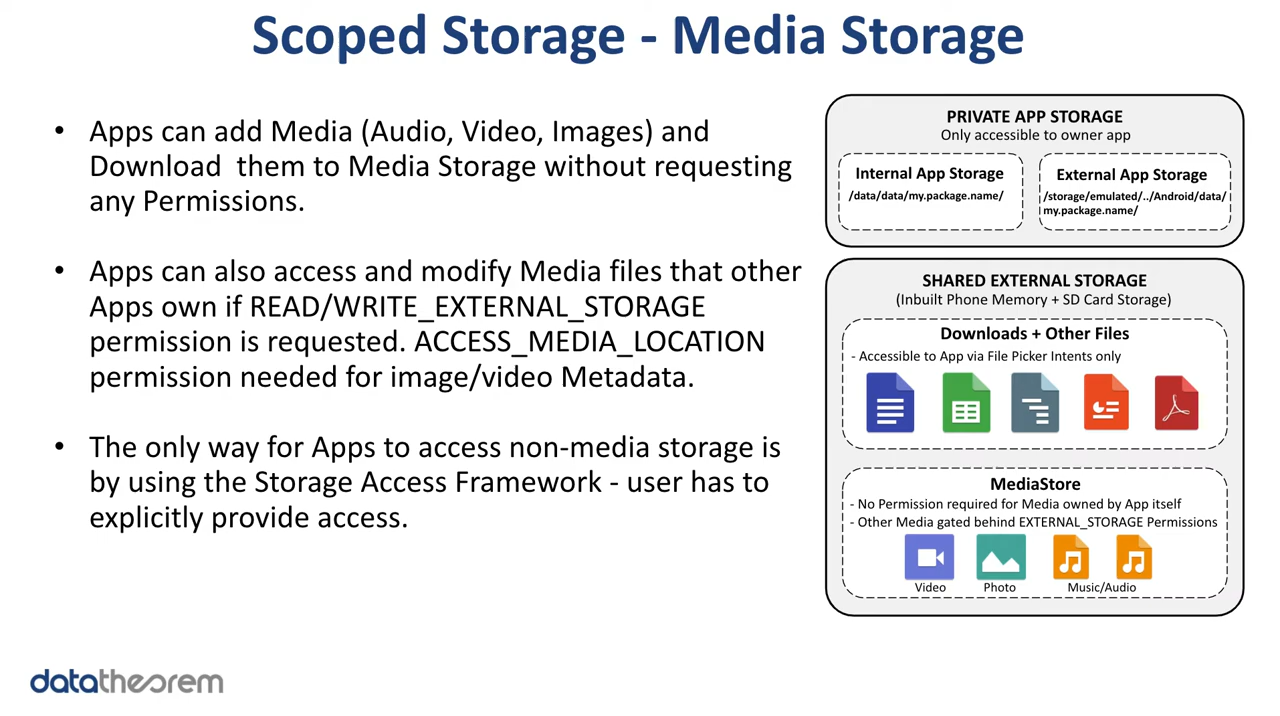 Scoped Storage - Media Storage
• Apps can add Media (Audio, Video, Images) and
Download  them to Media Storage without requesting
any Permissions.
• Apps can also access and modify Media files that other
Apps own if READ/WRITE_EXTERNAL_STORAGE
permission is requested. ACCESS_MEDIA_LOCATION
permission needed for image/video Metadata.
• The only way for Apps to access non-media storage is
by using the Storage Access Framework - user has to
explicitly provide access.
PRIVATE APP STORAGE
Only accessible to owner app
Internal App Storage
/data/data/my.package.name/
External App Storage
/storage/emulated/../Android/data/
my.package.name/
SHARED EXTERNAL STORAGE
(Inbuilt Phone Memory + SD Card Storage)
Downloads + Other Files
- Accessible to App via File Picker Intents only
MediaStore
- No Permission required for Media owned by App itself
- Other Media gated behind EXTERNAL_STORAGE Permissions
Video
Photo
Music/Audio
datatheorem